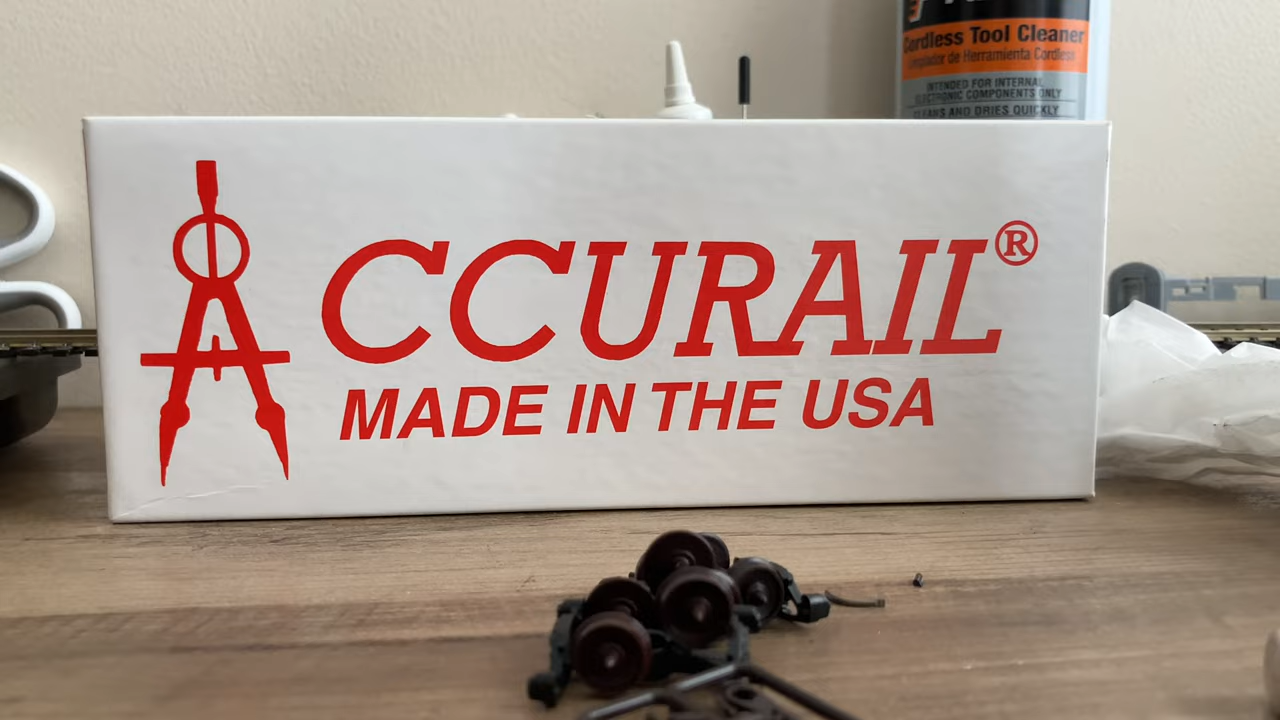 Cordless Tool Cleaner
Limpiador de Herramienta Cordless
INTENDED FOR INTERNAL
ELECTRONIC COMPONENTS ONLY
CLEANS AND DRIES QUICKLY
ACCURAIL®
MADE IN THE USA